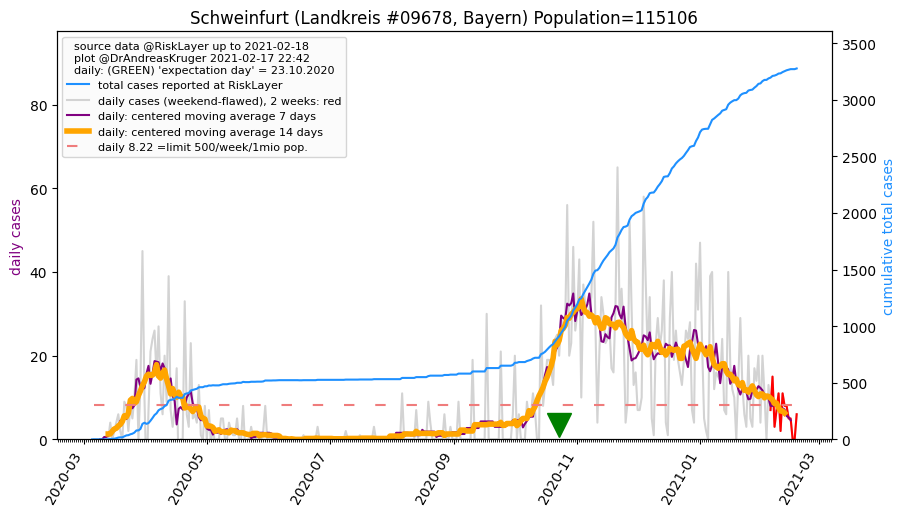 Schweinfurt (Landkreis #09678, Bayern) Population=115106
source data @RiskLayer up to 2021-02-18
plot @DrAndreasKruger 2021-02-17 22:42
daily: (GREEN) 'expectation day' = 23.10.2020
total cases reported at RiskLayer
daily cases (weekend-flawed), 2 weeks: red
daily: centered moving average 7 days
daily: centered moving average 14 days
daily 8.22 =limit 500/week/1mio pop.
daily cases
80
60
40
20
0
3500
3000
2500
2000
1500
1000
500
0
cumulative total cases
2020-03
2020-05
2020-07
2020-09
2020-11
2021-01
2021-03